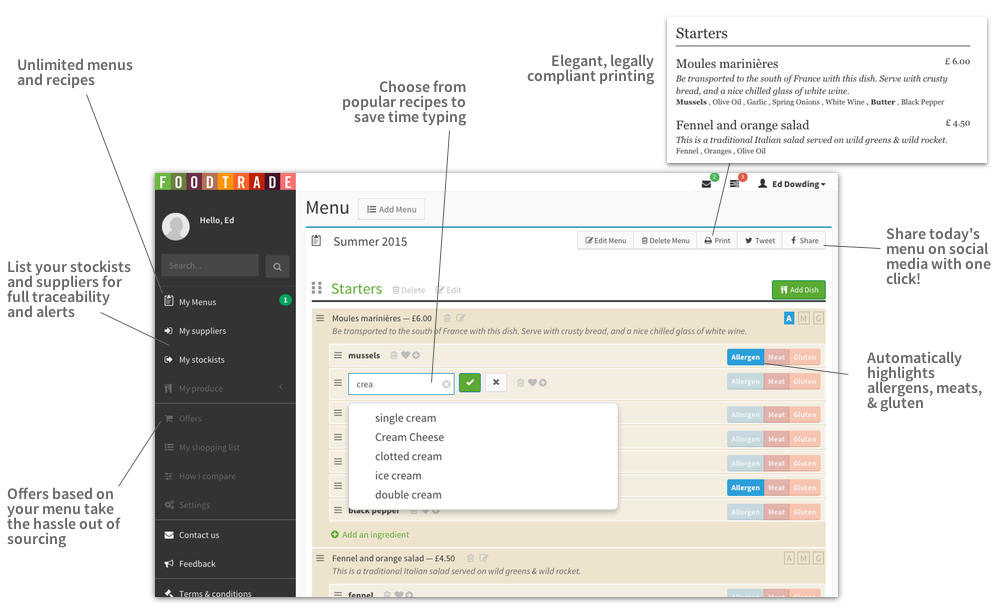 Starters
Moules marinières £ 6.00
Be transported to the south of France with this dish. Serve with crusty
bread, and a nice chilled glass of white wine.
Mussels , Olive Oil , Garlic , Spring Onions , White Wine , Butter , Black Pepper
Fennel and orange salad £ 4.50
This is a traditional Italian salad served on wild greens & wild rocket.
Fennel , Oranges , Olive Oil
Unlimited menus
and recipes
Choose from
popular recipes to
save time typing
Elegant, legally
compliant printing
List your stockists
and suppliers for
full traceability
and alerts
Offers based on
your menu take
the hassle out of
sourcing
Share today's
menu on social
media with one
click!
Automatically
highlights
allergens, meats,
& gluten
FOODTRADE
2 3 Ed Dowding
Hello, Ed
Search...
My Menus 1
My suppliers
My stockists
My produce
Offers
My shopping list
How I compare
Settings
Contact us
Feedback
Terms & conditions
Menu Add Menu
Summer 2015 Edit Menu Delete Menu Print Tweet Share
Starters Delete Edit Add Dish
Moules marinières — £6.00 A M G
Be transported to the south of France with this dish. Serve with crusty bread, and a nice chilled glass of white wine.
mussels Allergen Meat Gluten
crea Allergen Meat Gluten
single cream Allergen Meat Gluten
Cream Cheese Allergen Meat Gluten
clotted cream Allergen Meat Gluten
ice cream Allergen Meat Gluten
double cream
black pepper Allergen Meat Gluten
Add an ingredient
Fennel and orange salad — £4.50 A M G
This is a traditional Italian salad served on wild greens & wild rocket.
fennel Allergen Meat Gluten